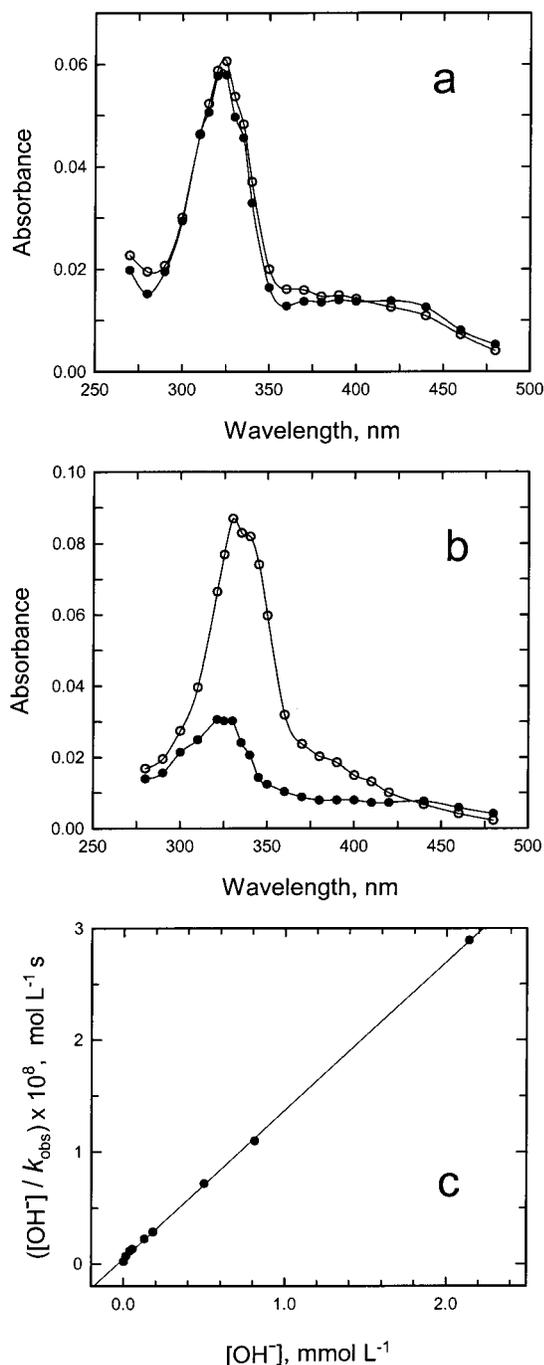 a
0.06
0.04
0.02
0.00
Absorbance
250 300 350 400 450 500
Wavelength, nm
b
0.10
0.08
0.06
0.04
0.02
0.00
Absorbance
250 300 350 400 450 500
Wavelength, nm
c
3
2
1
0
([OH⁻] / k_obs) x 10⁸, mol L⁻¹ s
0.0 1.0 2.0
[OH⁻], mmol L⁻¹